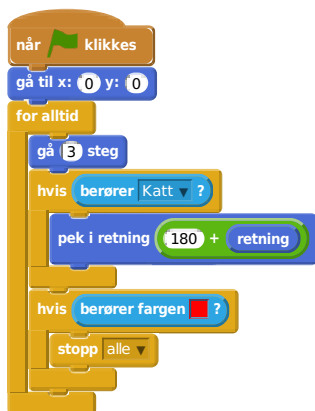 når klikkes
gå til x: 0 y: 0
for alltid
gå 3 steg
hvis berører Katt ?
pek i retning 180 + retning
hvis berører fargen ?
stopp alle